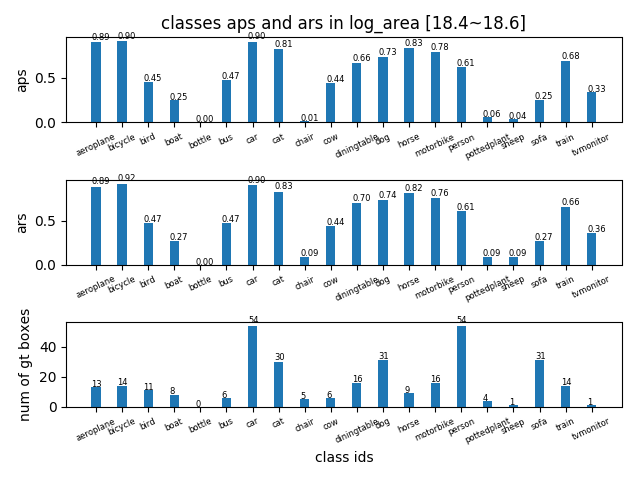 classes aps and ars in log_area [18.4~18.6]
aps
0.5
0.0
0.89 0.90 0.45 0.25 0.00 0.47 0.90 0.81 0.01 0.44 0.66 0.73 0.83 0.78 0.61 0.06 0.04 0.25 0.68 0.33
aeroplane bicycle bird boat bottle bus car cat chair cow diningtable dog horse motorbike person pottedplant sheep sofa train tvmonitor
ars
0.5
0.0
0.89 0.92 0.47 0.27 0.00 0.47 0.90 0.83 0.09 0.44 0.70 0.74 0.82 0.76 0.61 0.09 0.09 0.27 0.66 0.36
aeroplane bicycle bird boat bottle bus car cat chair cow diningtable dog horse motorbike person pottedplant sheep sofa train tvmonitor
num of gt boxes
40
20
0
13 14 11 8 0 6 54 30 5 6 16 31 9 16 54 4 1 31 14 1
aeroplane bicycle bird boat bottle bus car cat chair cow diningtable dog horse motorbike person pottedplant sheep sofa train tvmonitor
class ids